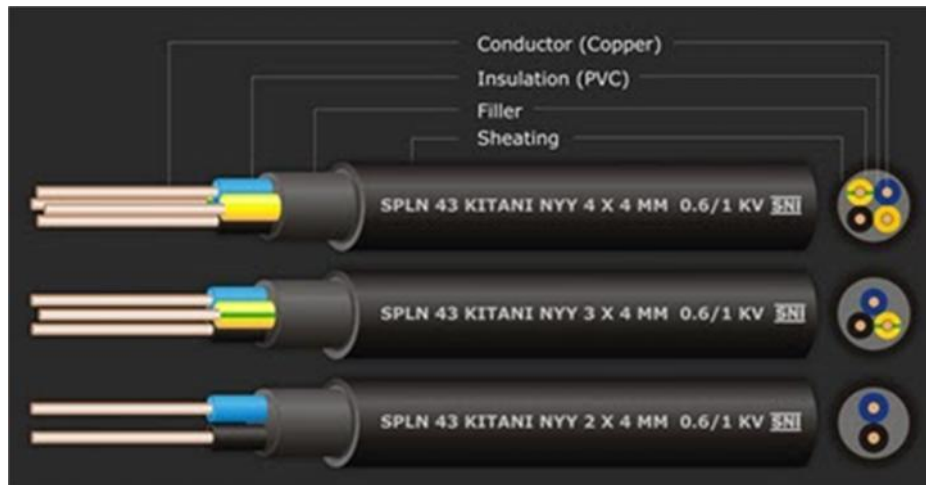 Conductor (Copper)
Insulation (PVC)
Filler
Sheating
SPLN 43 KITANI NYY 4 X 4 MM 0.6/1 KV SNI
SPLN 43 KITANI NYY 3 X 4 MM 0.6/1 KV SNI
SPLN 43 KITANI NYY 2 X 4 MM 0.6/1 KV SNI